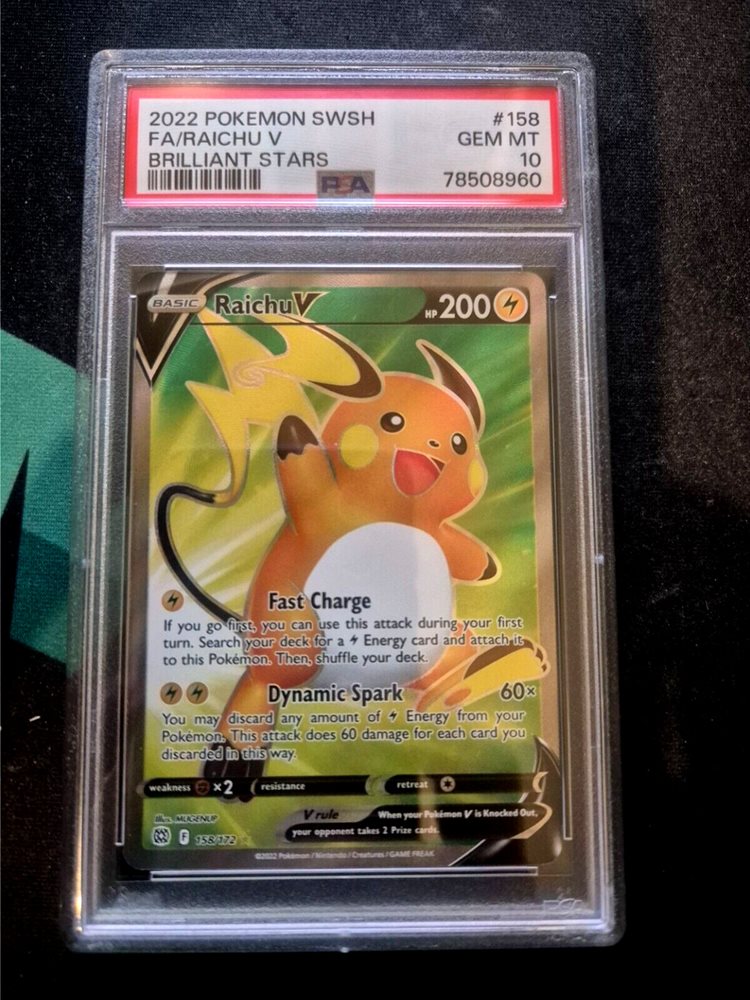 2022 POKEMON SWSH #158
FA/RAICHU V GEM MT
BRILLIANT STARS 10
PSA 78508960
BASIC Raichu V HP 200
Fast Charge
If you go first, you can use this attack during your first
turn. Search your deck for a Energy card and attach it
to this Pokémon. Then, shuffle your deck.
Dynamic Spark 60×
You may discard any amount of Energy from your
Pokémon. This attack does 60 damage for each card you
discarded in this way.
weakness ×2 resistance retreat
V rule When your Pokémon V is Knocked Out,
your opponent takes 2 Prize cards.
Illus. MUGENUP
F 158/172
©2022 Pokémon / Nintendo / Creatures / GAME FREAK